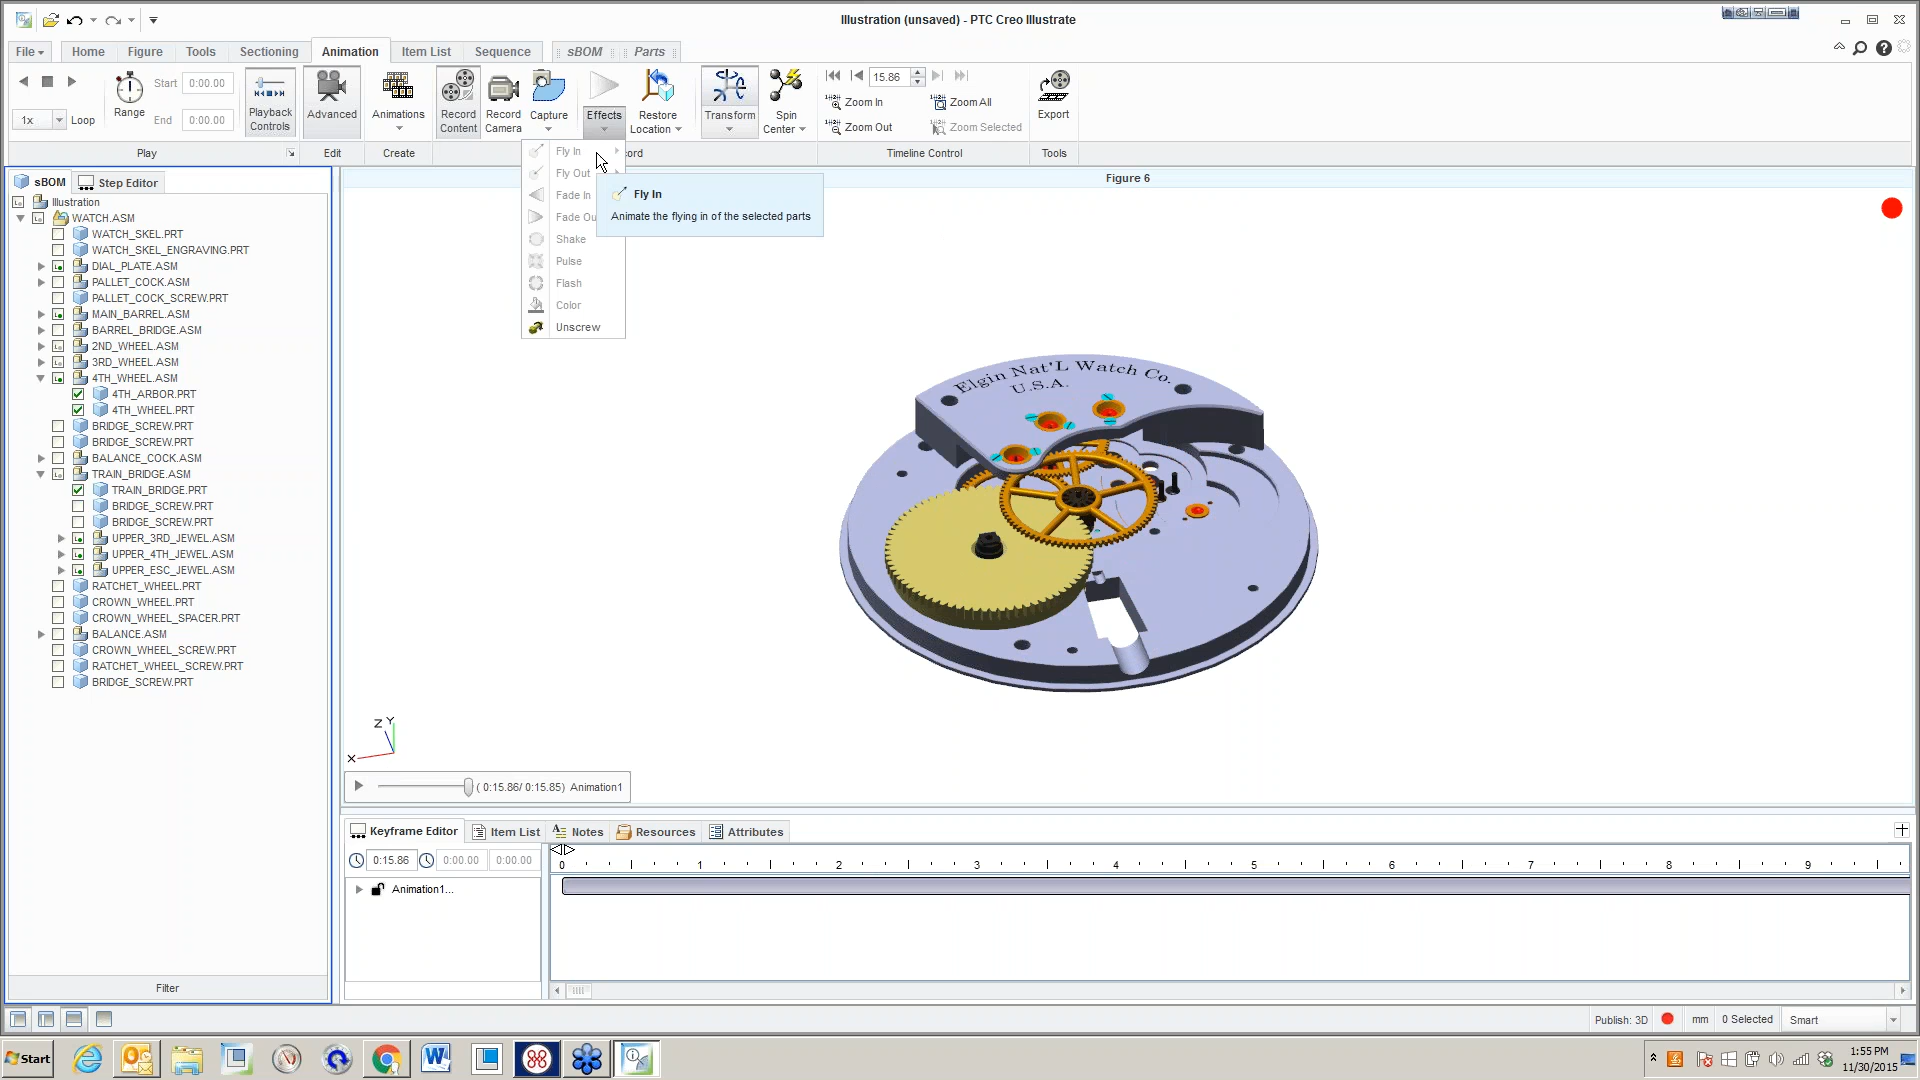 Illustration (unsaved) - PTC Creo Illustrate
File Home Figure Tools Sectioning Animation Item List Sequence sBOM Parts
Start 0:00.00
End 0:00.00
1x Loop
Range
Playback Controls
Advanced
Animations
Record Content
Record Camera
Capture
Effects
Restore Location
Transform
Spin Center
15.86
Zoom In Zoom All
Zoom Out Zoom Selected
Export
Play Edit Create cord Timeline Control Tools
Fly In
Fly Out
Fade In
Fade Ou
Shake
Pulse
Flash
Color
Unscrew
Fly In
Animate the flying in of the selected parts
sBOM Step Editor
Illustration
WATCH.ASM
WATCH_SKEL.PRT
WATCH_SKEL_ENGRAVING.PRT
DIAL_PLATE.ASM
PALLET_COCK.ASM
PALLET_COCK_SCREW.PRT
MAIN_BARREL.ASM
BARREL_BRIDGE.ASM
2ND_WHEEL.ASM
3RD_WHEEL.ASM
4TH_WHEEL.ASM
4TH_ARBOR.PRT
4TH_WHEEL.PRT
BRIDGE_SCREW.PRT
BRIDGE_SCREW.PRT
BALANCE_COCK.ASM
TRAIN_BRIDGE.ASM
TRAIN_BRIDGE.PRT
BRIDGE_SCREW.PRT
BRIDGE_SCREW.PRT
UPPER_3RD_JEWEL.ASM
UPPER_4TH_JEWEL.ASM
UPPER_ESC_JEWEL.ASM
RATCHET_WHEEL.PRT
CROWN_WHEEL.PRT
CROWN_WHEEL_SPACER.PRT
BALANCE.ASM
CROWN_WHEEL_SCREW.PRT
RATCHET_WHEEL_SCREW.PRT
BRIDGE_SCREW.PRT
Filter
Figure 6
Elgin Nat'L Watch Co.
U.S.A.
Z Y
X
( 0:15.86/ 0:15.85) Animation1
Keyframe Editor Item List Notes Resources Attributes
0:15.86 0:00.00 0:00.00
0 1 2 3 4 5 6 7 8 9
Animation1...
Publish: 3D mm 0 Selected Smart
Start
1:55 PM
11/30/2015